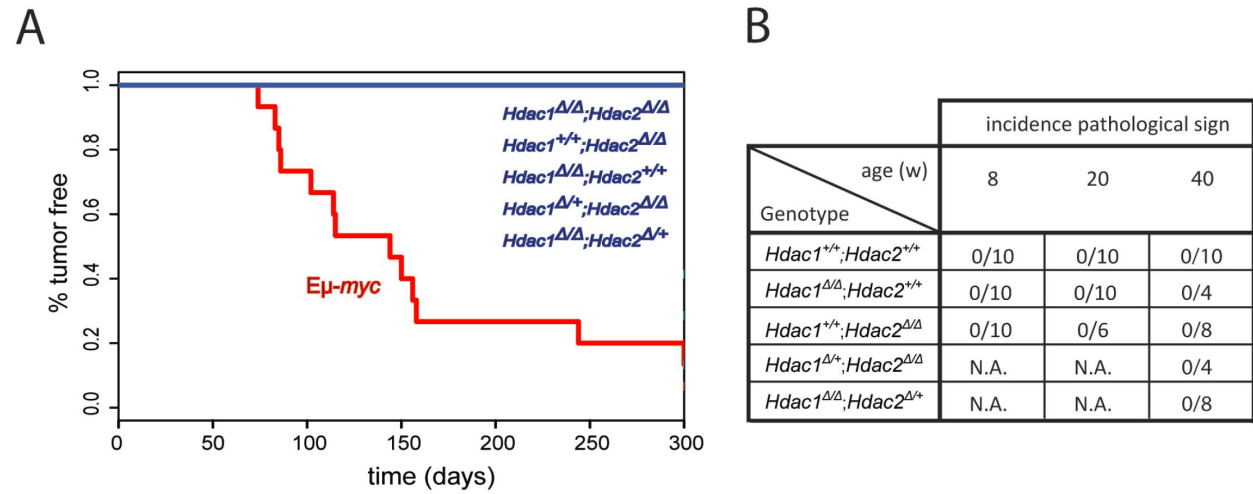 A
B
1.0
0.8
0.6
0.4
0.2
0.0
% tumor free
Hdac1Δ/Δ;Hdac2Δ/Δ
Hdac1+/+;Hdac2Δ/Δ
Hdac1Δ/Δ;Hdac2+/+
Hdac1Δ/+;Hdac2Δ/Δ
Hdac1Δ/Δ;Hdac2Δ/+
Eμ-myc
0 50 100 150 200 250 300
time (days)
incidence pathological sign
age (w) 8 20 40
Genotype
Hdac1+/+;Hdac2+/+ 0/10 0/10 0/10
Hdac1Δ/Δ;Hdac2+/+ 0/10 0/10 0/4
Hdac1+/+;Hdac2Δ/Δ 0/10 0/6 0/8
Hdac1Δ/+;Hdac2Δ/Δ N.A. N.A. 0/4
Hdac1Δ/Δ;Hdac2Δ/+ N.A. N.A. 0/8